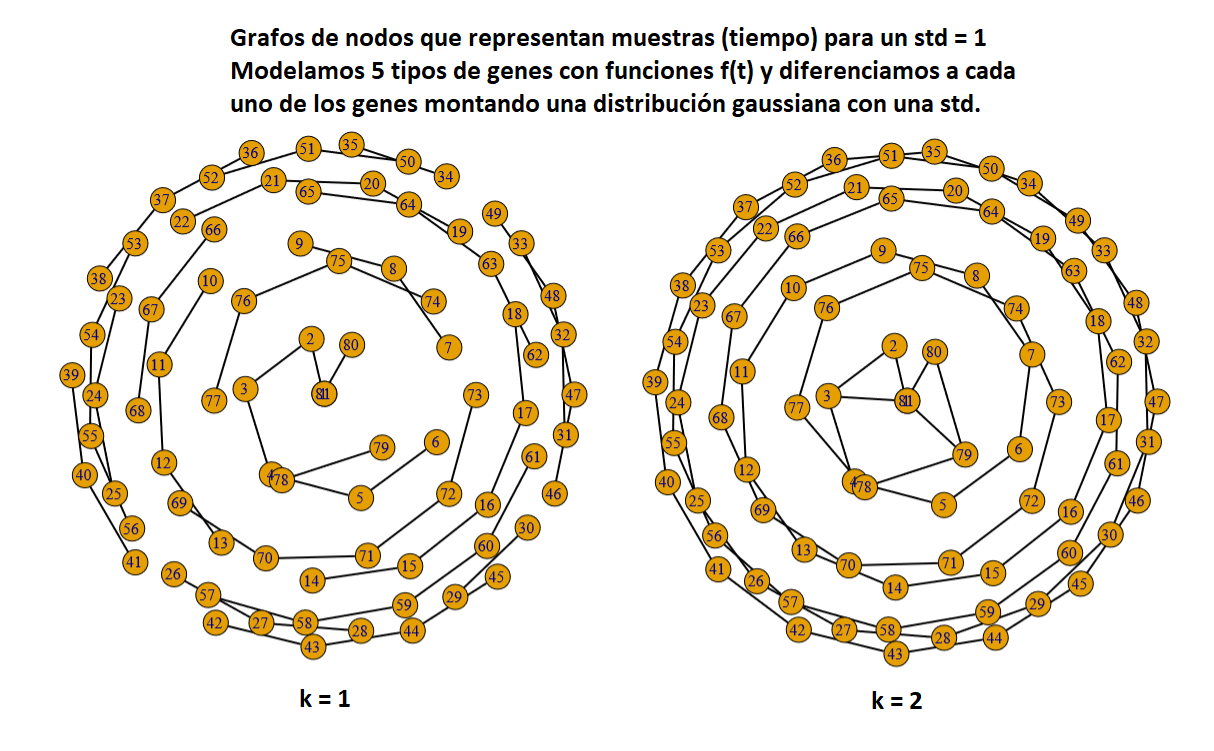 Grafos de nodos que representan muestras (tiempo) para un std = 1
Modelamos 5 tipos de genes con funciones f(t) y diferenciamos a cada
uno de los genes montando una distribución gaussiana con una std.
36 51 35 50 34
52 21 20 65 64
37 22 66 19 49
53 9 75 8 63 33
38 23 10 76 74 48
67 18 32
54 11 2 80 7 62
39 24 3 81 1 73 47
68 77 17
55 79 6 31
40 12 4 78 61
25 69 5 72 16 46
56 13 60 30
41 70 71
26 14 15 45
57 59 29
42 27 58 28 44
43
36 51 35 50 34
52 21 20 65 64
37 22 66 19 49
53 9 75 8 63 33
38 23 10 76 74 48
67 18 32
54 11 2 80 7 62
39 24 3 81 1 73 47
68 77 17
55 79 6 31
40 12 4 78 61
25 69 5 72 16 46
56 13 60 30
41 70 71
26 14 15 45
57 59 29
42 27 58 28 44
43
k = 1
k = 2